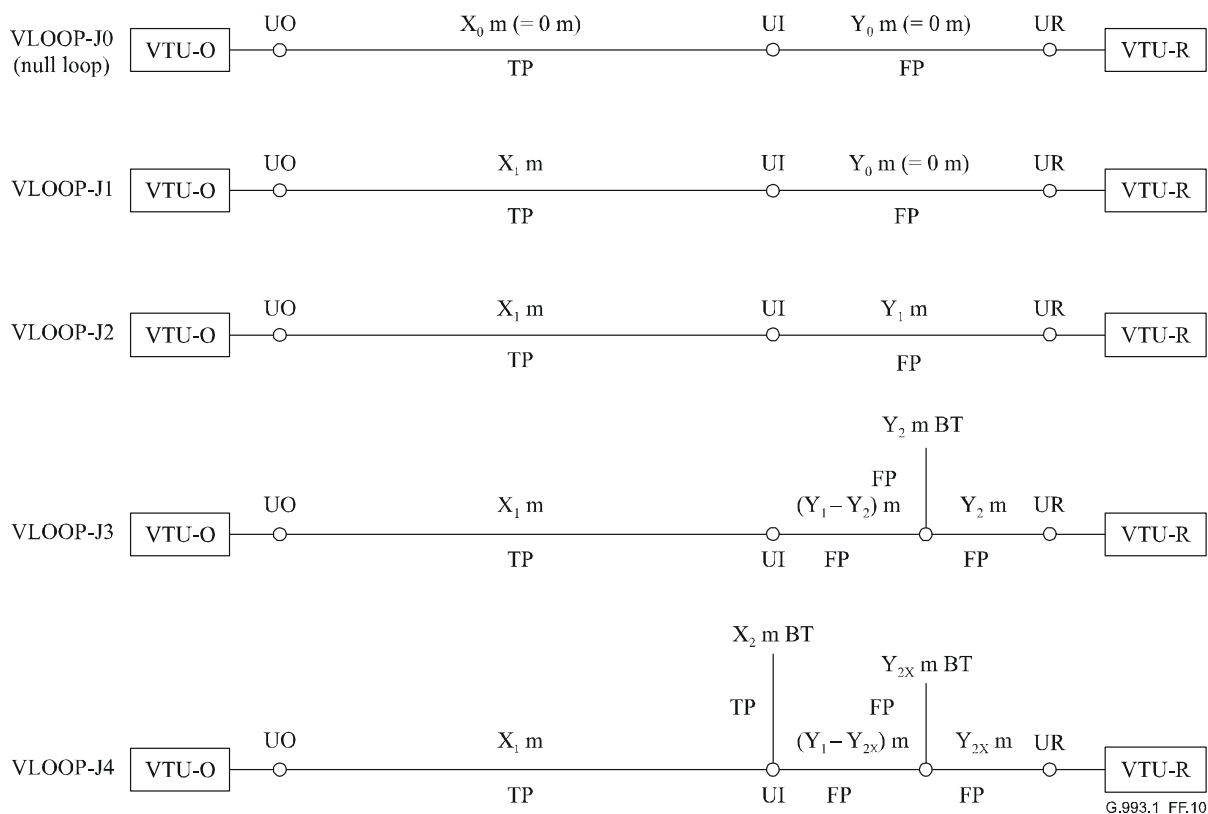 UO X₀ m (= 0 m) UI Y₀ m (= 0 m) UR
VLOOP-J0 VTU-O VTU-R
(null loop) TP FP
UO X₁ m UI Y₀ m (= 0 m) UR
VLOOP-J1 VTU-O VTU-R
TP FP
UO X₁ m UI Y₁ m UR
VLOOP-J2 VTU-O VTU-R
TP FP
Y₂ m BT
FP
UO X₁ m (Y₁ – Y₂) m Y₂ m UR
VLOOP-J3 VTU-O VTU-R
TP UI FP FP
X₂ m BT
Y₂X m BT
TP FP
UO X₁ m (Y₁ – Y₂X) m Y₂X m UR
VLOOP-J4 VTU-O VTU-R
TP UI FP FP
G.993.1_FF.10